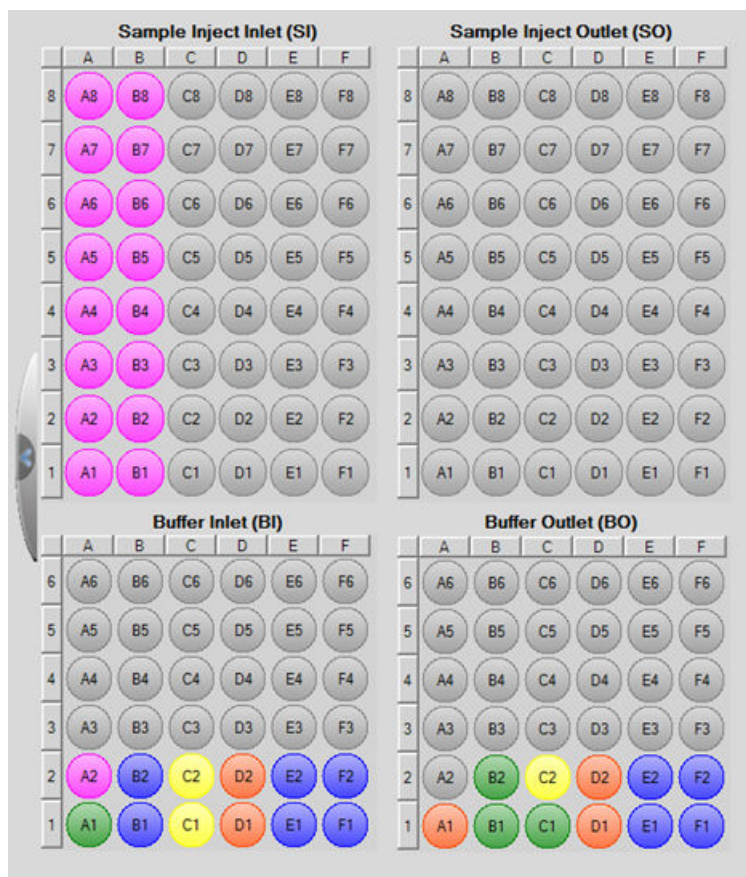 Sample Inject Inlet (SI)
A B C D E F
8 A8 B8 C8 D8 E8 F8
7 A7 B7 C7 D7 E7 F7
6 A6 B6 C6 D6 E6 F6
5 A5 B5 C5 D5 E5 F5
4 A4 B4 C4 D4 E4 F4
3 A3 B3 C3 D3 E3 F3
2 A2 B2 C2 D2 E2 F2
1 A1 B1 C1 D1 E1 F1
Sample Inject Outlet (SO)
A B C D E F
8 A8 B8 C8 D8 E8 F8
7 A7 B7 C7 D7 E7 F7
6 A6 B6 C6 D6 E6 F6
5 A5 B5 C5 D5 E5 F5
4 A4 B4 C4 D4 E4 F4
3 A3 B3 C3 D3 E3 F3
2 A2 B2 C2 D2 E2 F2
1 A1 B1 C1 D1 E1 F1
Buffer Inlet (BI)
A B C D E F
6 A6 B6 C6 D6 E6 F6
5 A5 B5 C5 D5 E5 F5
4 A4 B4 C4 D4 E4 F4
3 A3 B3 C3 D3 E3 F3
2 A2 B2 C2 D2 E2 F2
1 A1 B1 C1 D1 E1 F1
Buffer Outlet (BO)
A B C D E F
6 A6 B6 C6 D6 E6 F6
5 A5 B5 C5 D5 E5 F5
4 A4 B4 C4 D4 E4 F4
3 A3 B3 C3 D3 E3 F3
2 A2 B2 C2 D2 E2 F2
1 A1 B1 C1 D1 E1 F1